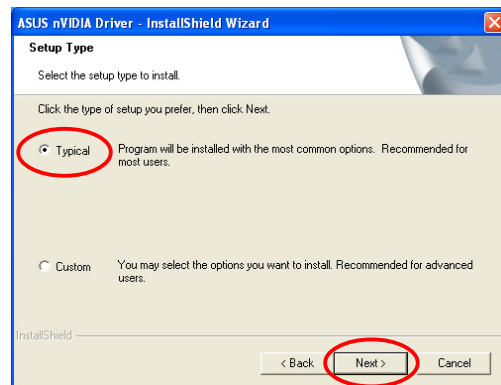 ASUS nVIDIA Driver - InstallShield Wizard
Setup Type
Select the setup type to install.
Click the type of setup you prefer, then click Next.
Typical Program will be installed with the most common options. Recommended for
most users.
Custom You may select the options you want to install. Recommended for advanced
users.
InstallShield
< Back Next > Cancel